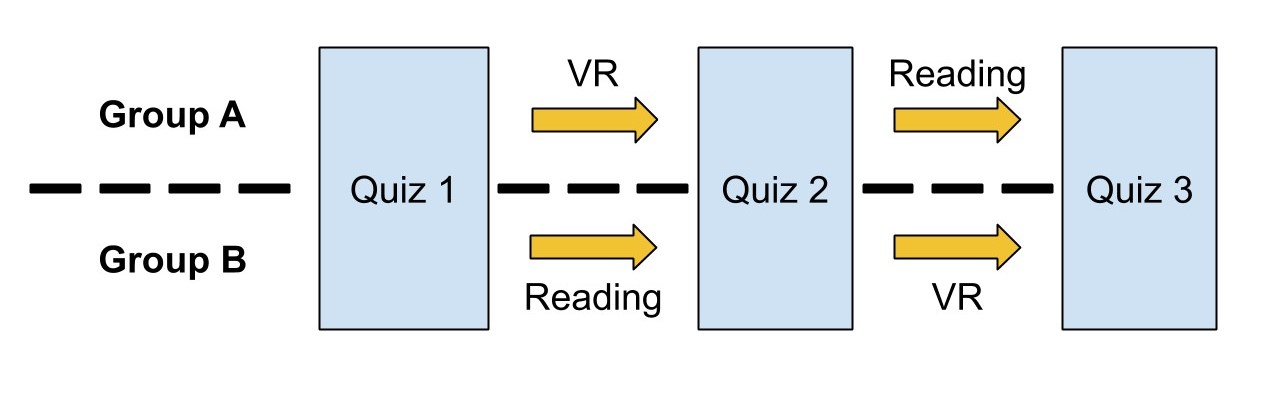 VR
Reading
Group A
Quiz 1
Quiz 2
Quiz 3
Group B
Reading
VR